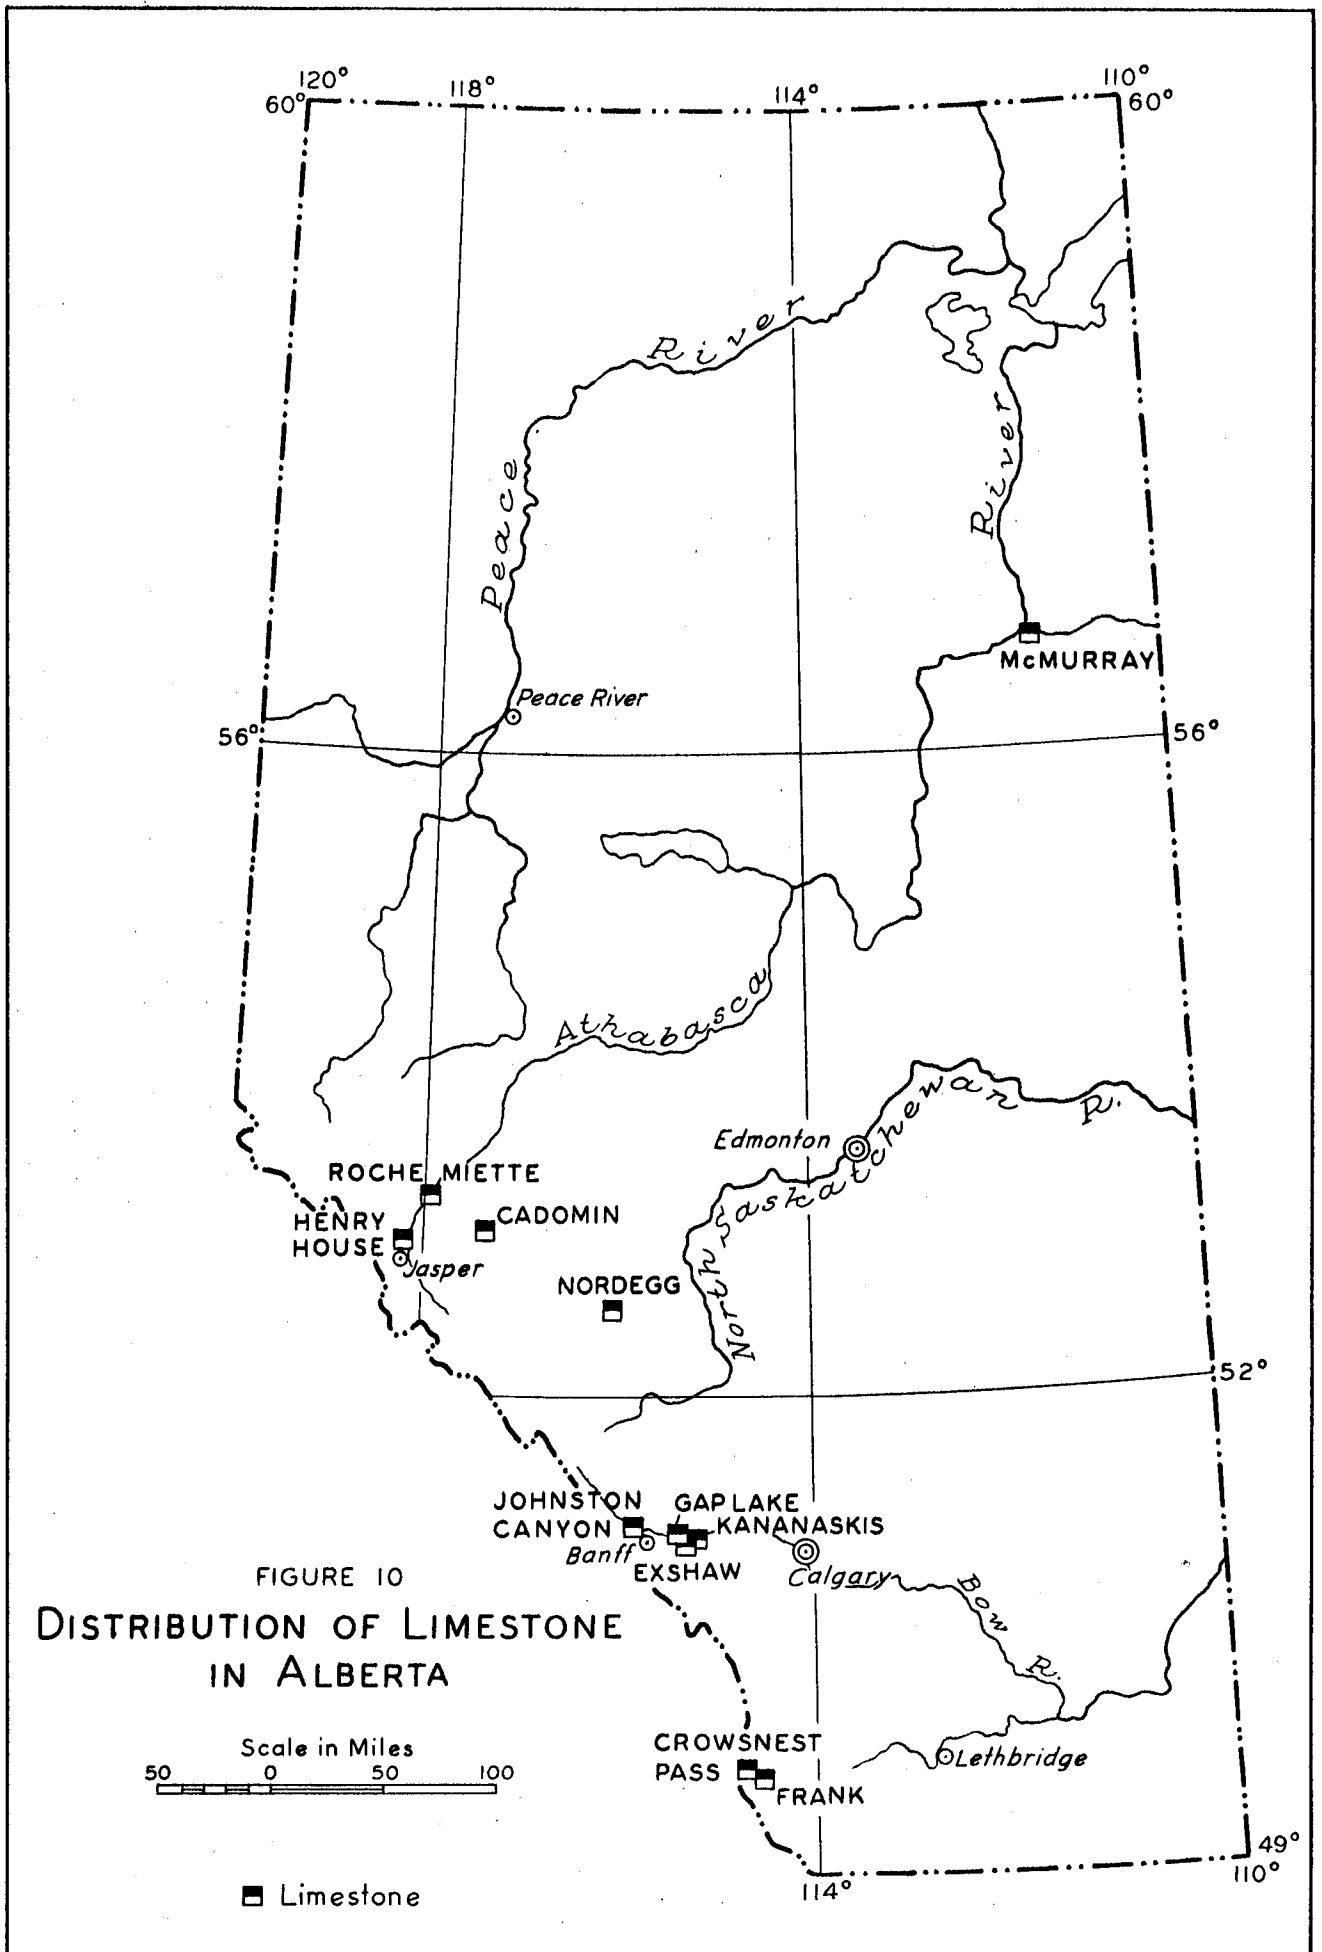 120°
118°
114°
110°
60°
60°
River
Peace
River
McMURRAY
Peace River
56°
56°
Athabasca
Edmonton
North Saskatchewan R.
ROCHE MIETTE
HENRY
HOUSE
CADOMIN
Jasper
NORDEGG
52°
JOHNSTON
CANYON
GAP LAKE
KANANASKIS
Banff
EXSHAW
Calgary
Bow R.
FIGURE 10
DISTRIBUTION OF LIMESTONE
IN ALBERTA
Scale in Miles
50 0 50 100
CROWSNEST
PASS
FRANK
Lethbridge
49°
110°
114°
Limestone